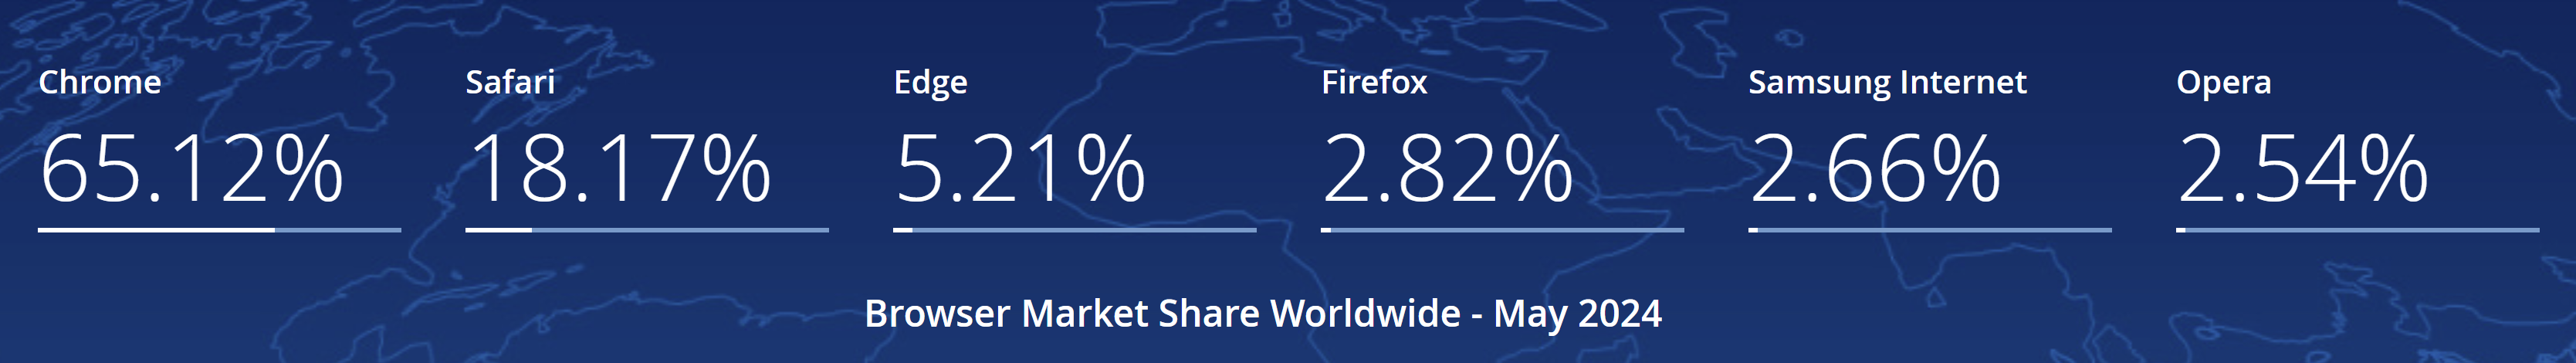 Chrome
65.12%
Safari
18.17%
Edge
5.21%
Firefox
2.82%
Samsung Internet
2.66%
Opera
2.54%
Browser Market Share Worldwide - May 2024